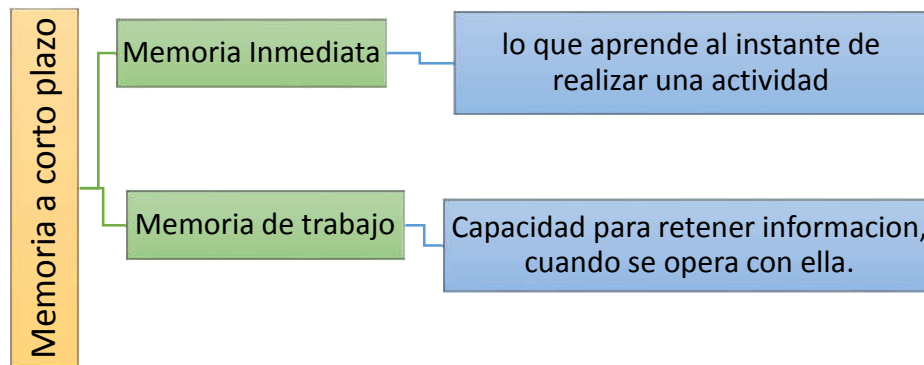 Memoria a corto plazo
Memoria Inmediata
lo que aprende al instante de
realizar una actividad
Memoria de trabajo
Capacidad para retener informacion,
cuando se opera con ella.